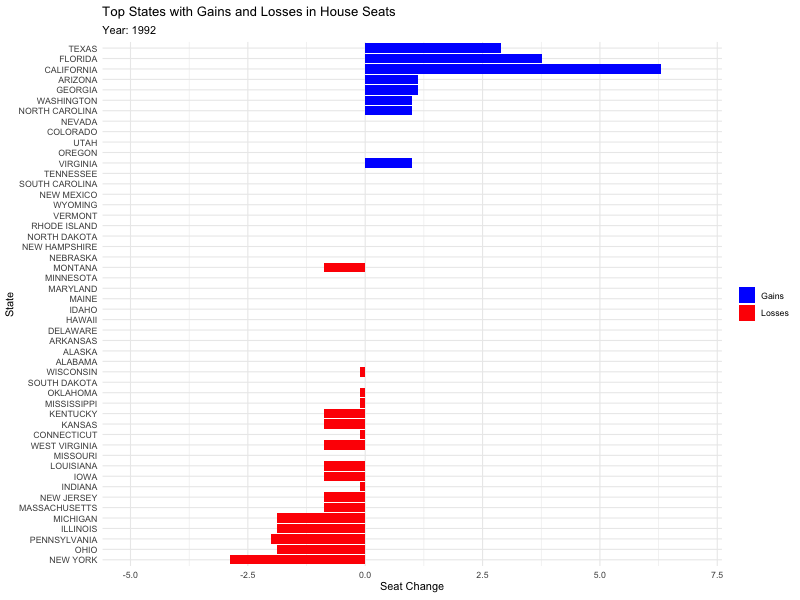 Top States with Gains and Losses in House Seats
Year: 1992
TEXAS
FLORIDA
CALIFORNIA
ARIZONA
GEORGIA
WASHINGTON
NORTH CAROLINA
NEVADA
COLORADO
UTAH
OREGON
VIRGINIA
TENNESSEE
SOUTH CAROLINA
NEW MEXICO
WYOMING
VERMONT
RHODE ISLAND
NORTH DAKOTA
NEW HAMPSHIRE
NEBRASKA
MONTANA
MINNESOTA
MARYLAND
MAINE
IDAHO
HAWAII
DELAWARE
ARKANSAS
ALASKA
ALABAMA
WISCONSIN
SOUTH DAKOTA
OKLAHOMA
MISSISSIPPI
KENTUCKY
KANSAS
CONNECTICUT
WEST VIRGINIA
MISSOURI
LOUISIANA
IOWA
INDIANA
NEW JERSEY
MASSACHUSETTS
MICHIGAN
ILLINOIS
PENNSYLVANIA
OHIO
NEW YORK
State
-5.0 -2.5 0.0 2.5 5.0 7.5
Seat Change
Gains
Losses